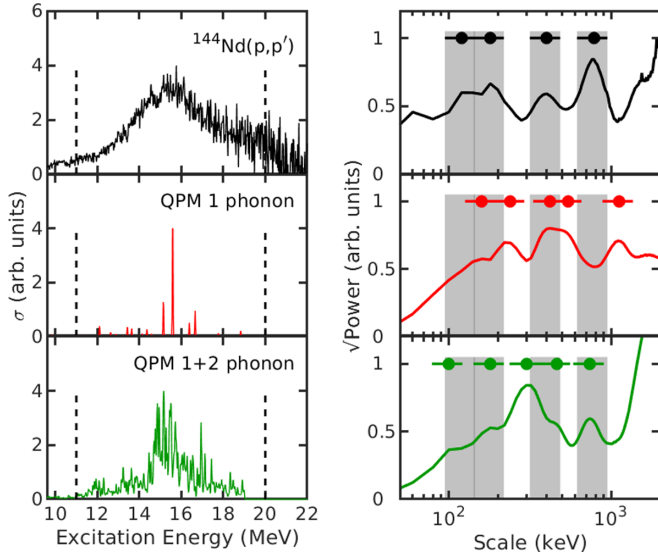 6
4
2
0
¹⁴⁴Nd(p,p′)
1
0.5
4
2
0
QPM 1 phonon
1
0.5
4
2
0
QPM 1+2 phonon
1
0.5
0
σ (arb. units)
√Power (arb. units)
10 12 14 16 18 20 22
Excitation Energy (MeV)
10² 10³
Scale (keV)